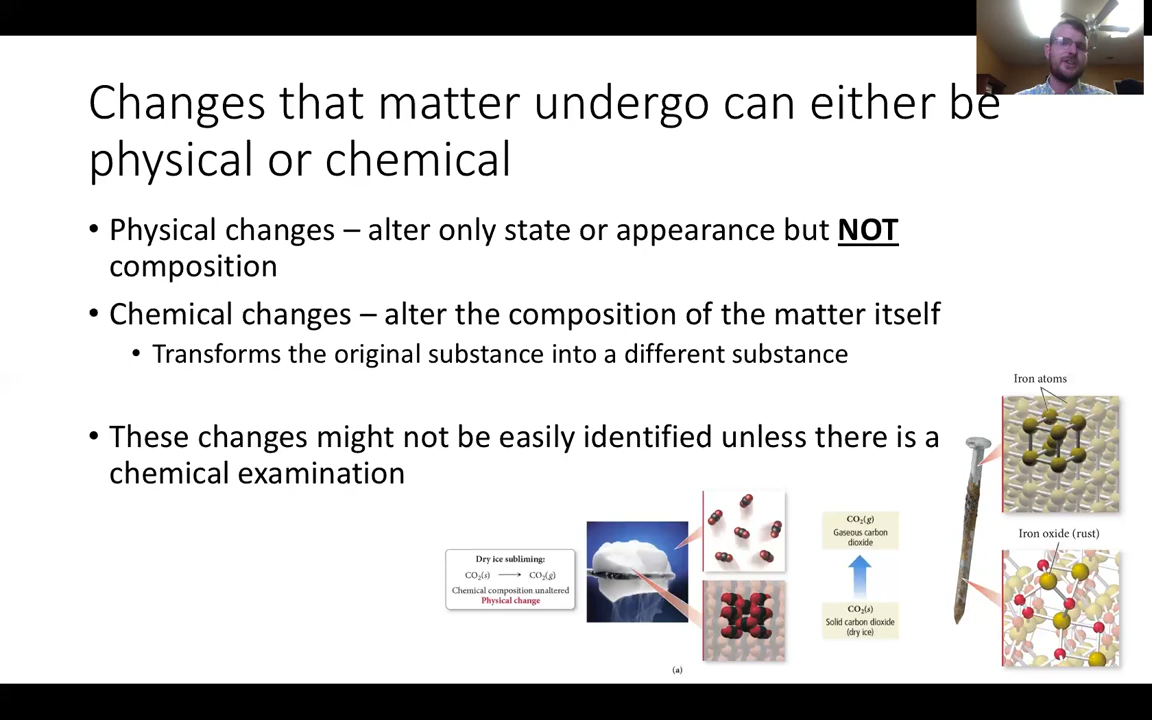 Changes that matter undergo can either be
physical or chemical
• Physical changes – alter only state or appearance but NOT
composition
• Chemical changes – alter the composition of the matter itself
• Transforms the original substance into a different substance
• These changes might not be easily identified unless there is a
chemical examination
Dry ice subliming:
CO₂(s) ⟶ CO₂(g)
Chemical composition unaltered
Physical change
CO₂(g)
Gaseous carbon
dioxide
CO₂(s)
Solid carbon dioxide
(dry ice)
(a)
Iron atoms
Iron oxide (rust)